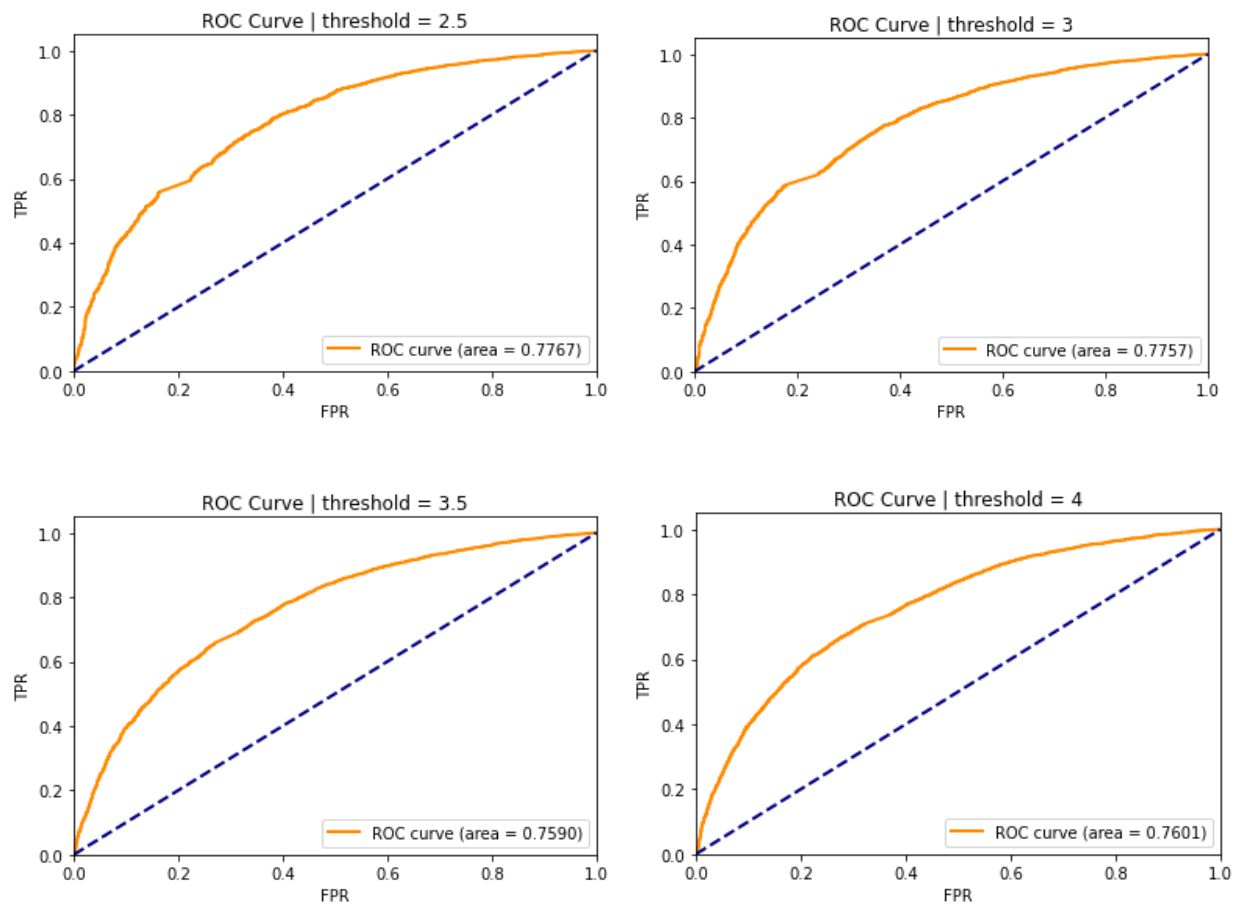 ROC Curve | threshold = 2.5
1.0
0.8
0.6
0.4
0.2
0.0
TPR
ROC curve (area = 0.7767)
0.0 0.2 0.4 0.6 0.8 1.0
FPR
ROC Curve | threshold = 3
1.0
0.8
0.6
0.4
0.2
0.0
TPR
ROC curve (area = 0.7757)
0.0 0.2 0.4 0.6 0.8 1.0
FPR
ROC Curve | threshold = 3.5
1.0
0.8
0.6
0.4
0.2
0.0
TPR
ROC curve (area = 0.7590)
0.0 0.2 0.4 0.6 0.8 1.0
FPR
ROC Curve | threshold = 4
1.0
0.8
0.6
0.4
0.2
0.0
TPR
ROC curve (area = 0.7601)
0.0 0.2 0.4 0.6 0.8 1.0
FPR